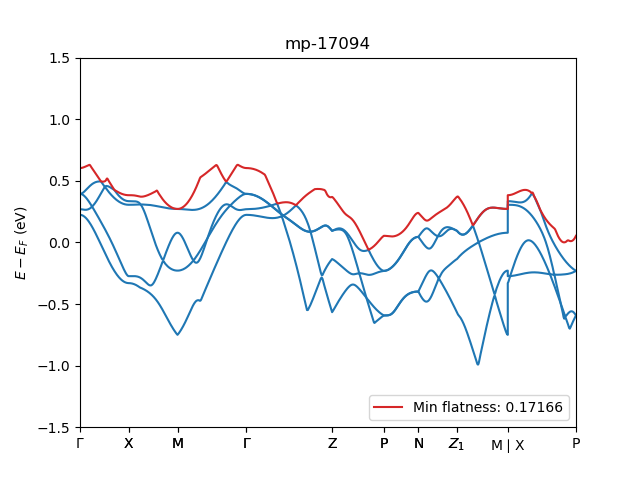 mp-17094
1.5
1.0
0.5
0.0
−0.5
−1.0
−1.5
E − E_F (eV)
Γ X M Γ Z P N Z₁ M | X P
Min flatness: 0.17166